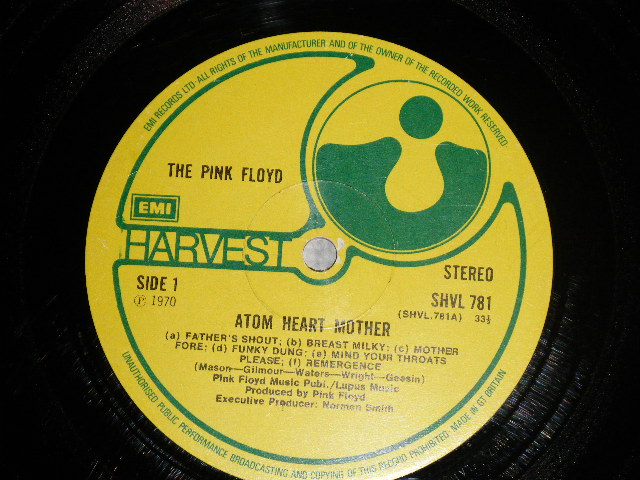 EMI RECORDS LTD. ALL RIGHTS OF THE MANUFACTURER AND OF THE OWNER OF THE RECORDED WORK RESERVED
THE PINK FLOYD
EMI
HARVEST
SIDE 1
STEREO
Ⓟ 1970
SHVL 781
(SHVL.781A) 33⅓
ATOM HEART MOTHER
(a) FATHER'S SHOUT; (b) BREAST MILKY; (c) MOTHER
FORE; (d) FUNKY DUNG; (e) MIND YOUR THROATS
PLEASE; (f) REMERGENCE
(Mason—Gilmour—Waters—Wright—Geesin)
Pink Floyd Music Publ./Lupus Music
Produced by Pink Floyd
Executive Producer: Norman Smith
UNAUTHORISED PUBLIC PERFORMANCE BROADCASTING AND COPYING OF THIS RECORD PROHIBITED · MADE IN GT BRITAIN